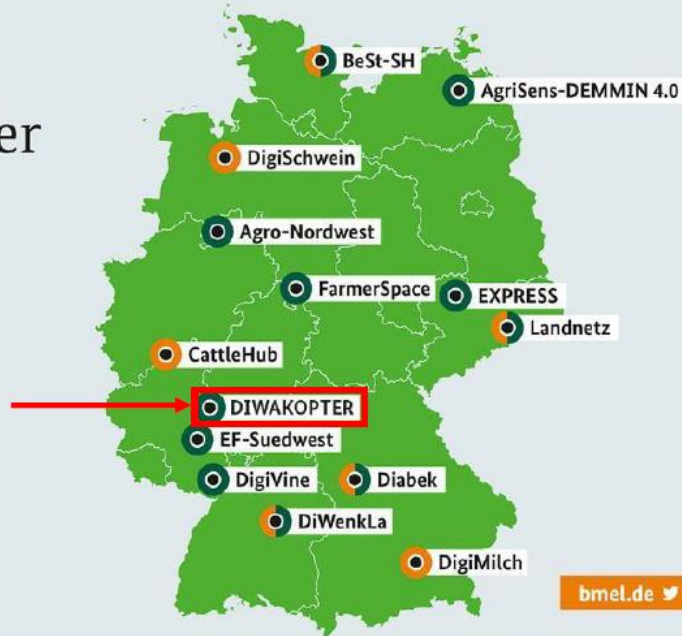 er
BeSt-SH
AgriSens-DEMMIN 4.0
DigiSchwein
Agro-Nordwest
FarmerSpace
EXPRESS
Landnetz
CattleHub
DIWAKOPTER
EF-Suedwest
DigiVine
Diabek
DiWenkLa
DigiMilch
bmel.de